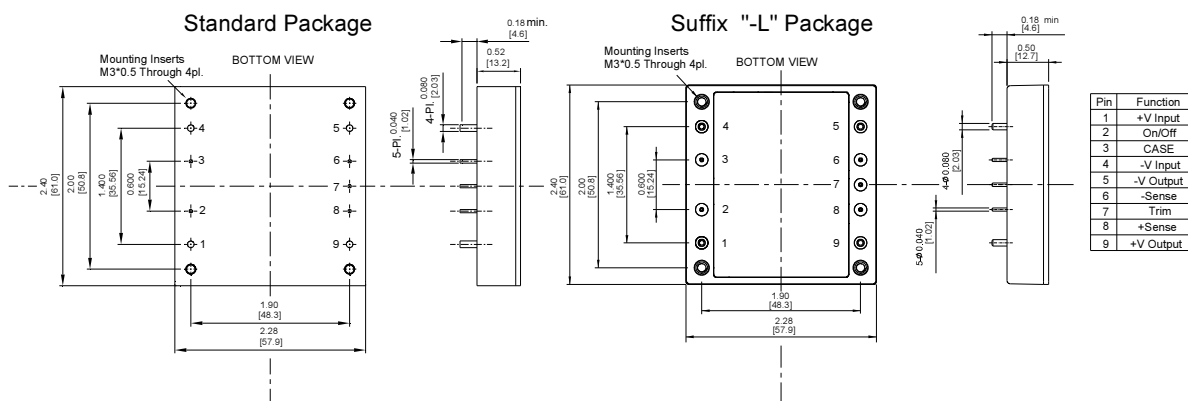 Standard Package
Mounting Inserts
M3*0.5 Through 4pl.
BOTTOM VIEW
0.18 min.
[4.6]
0.52
[13.2]
4
5
3
6
7
2
8
1
9
2.40
[61.0]
2.00
[50.8]
1.400
[35.56]
0.600
[15.24]
1.90
[48.3]
2.28
[57.9]
5-Pl. 0.040
[1.02]
4-Pl. 0.080
[2.03]
Suffix "-L" Package
Mounting Inserts
M3*0.5 Through 4pl.
BOTTOM VIEW
0.18 min
[4.6]
0.50
[12.7]
4
5
3
6
7
2
8
1
9
2.40
[61.0]
2.00
[50.8]
1.400
[35.56]
0.600
[15.24]
1.90
[48.3]
2.28
[57.9]
5-Ø0.040
[1.02]
4-Ø0.080
[2.03]
Pin Function
1 +V Input
2 On/Off
3 CASE
4 -V Input
5 -V Output
6 -Sense
7 Trim
8 +Sense
9 +V Output